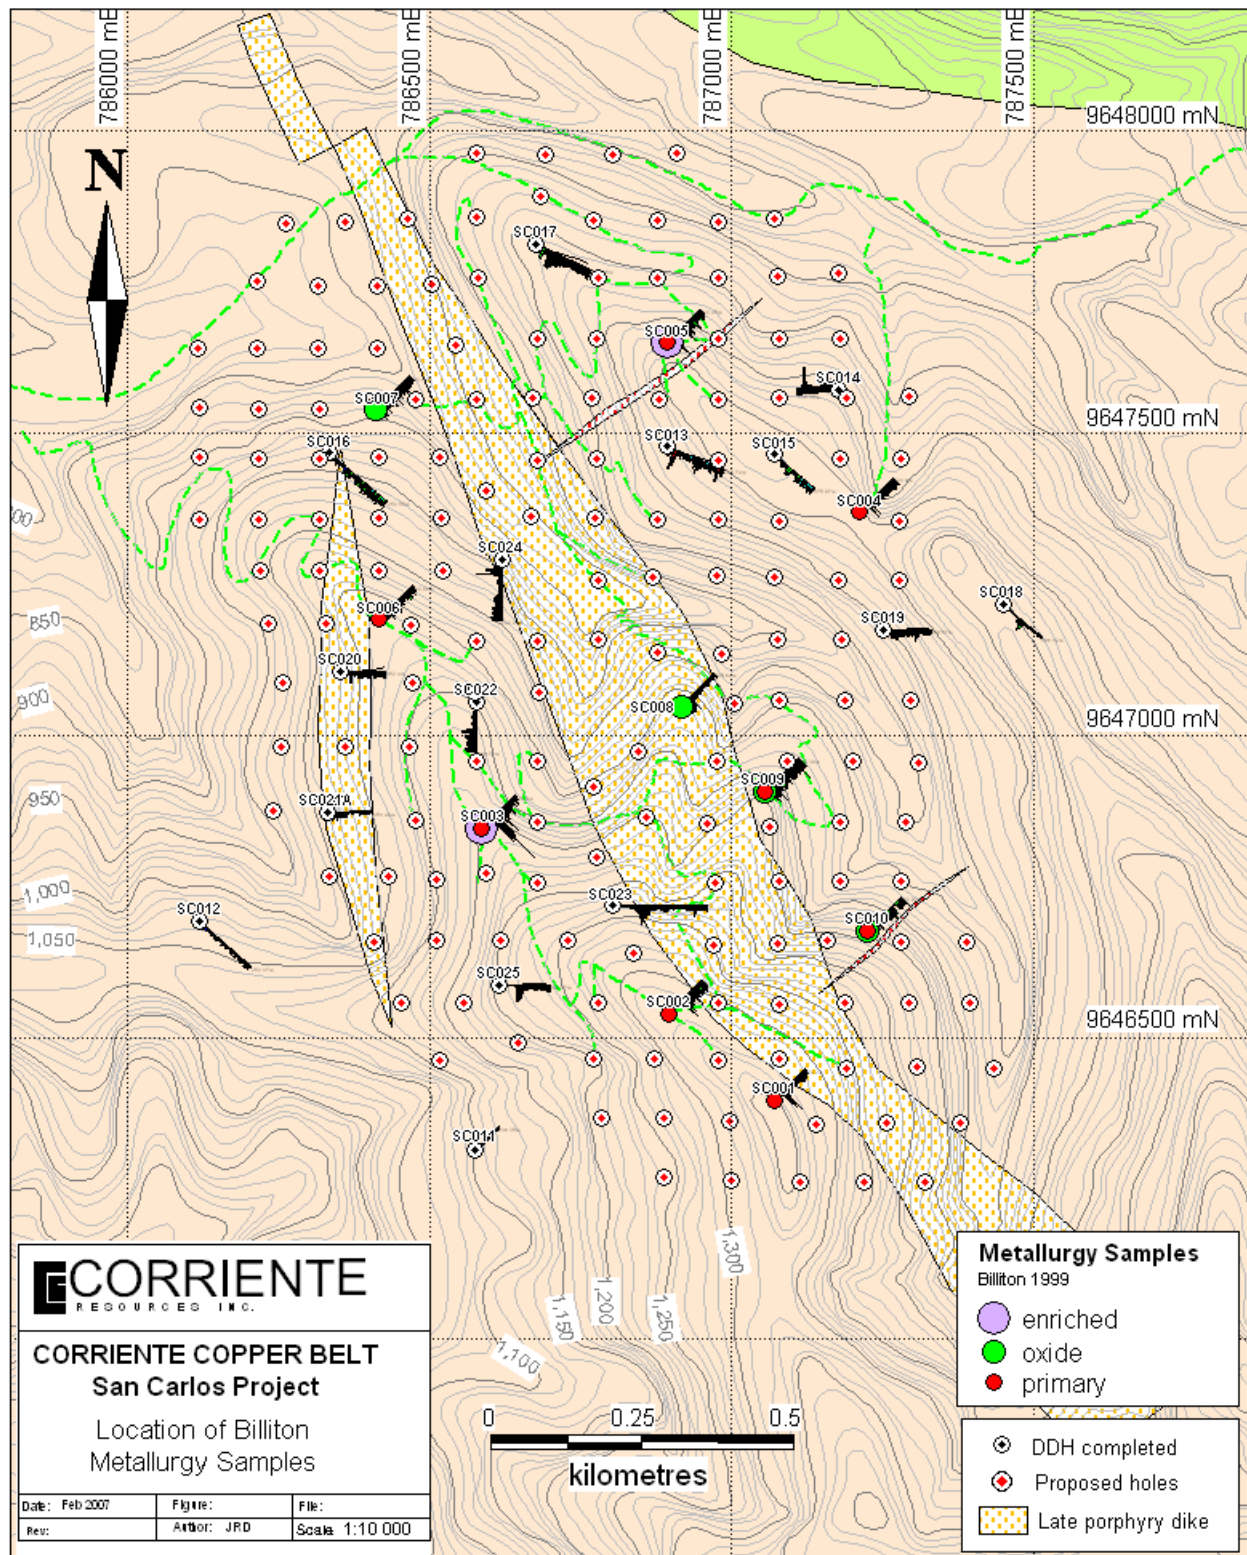 786000 mE
786500 mE
787000 mE
787500 mE
9648000 mN
N
SC017
SC005
SC014
SC007
9647500 mN
SC016
SC013
SC015
SC004
00
SC024
SC018
SC006
SC019
850
SC020
SC022
900
SC008
9647000 mN
SC009
950
SC021A
SC003
1,000
SC012
SC023
SC010
1,050
SC025
SC002
9646500 mN
SC001
SC011
1,300
1,200
1,150
1,250
1,100
Metallurgy Samples
Billiton 1999
enriched
oxide
primary
DDH completed
Proposed holes
Late porphyry dike
CORRIENTE
RESOURCES INC.
CORRIENTE COPPER BELT
San Carlos Project
Location of Billiton
Metallurgy Samples
Date: Feb 2007
Figure:
File:
Rev:
Author: JRD
Scale 1:10 000
0 0.25 0.5
kilometres